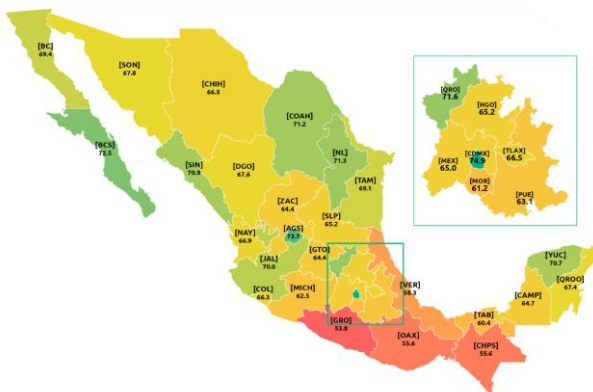 [BC]
69.4
[SON]
67.8
[CHIH]
66.5
[COAH]
71.2
[BCS]
72.5
[SIN]
70.9
[DGO]
67.6
[NL]
71.3
[TAM]
69.1
[ZAC]
64.4
[SLP]
65.2
[NAY]
66.9
[AGS]
73.7
[JAL]
70.0
[GTO]
64.4
[COL]
66.3
[MICH]
62.5
[GRO]
53.8
[VER]
58.3
[OAX]
55.6
[TAB]
60.4
[CHPS]
55.6
[CAMP]
64.7
[YUC]
70.7
[QROO]
67.4
[QRO]
71.6
[HGO]
65.2
[MEX]
65.0
[CDMX]
74.9
[TLAX]
66.5
[MOR]
61.2
[PUE]
63.1